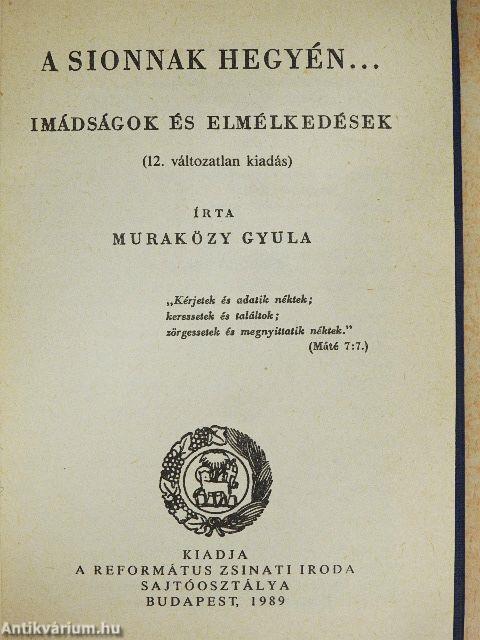 A SIONNAK HEGYÉN...
IMÁDSÁGOK ÉS ELMÉLKEDÉSEK
(12. változatlan kiadás)
ÍRTA
MURAKÖZY GYULA
„Kérjetek és adatik néktek;
keressetek és találtok;
zörgessetek és megnyittatik néktek."
(Máté 7:7.)
KIADJA
A REFORMÁTUS ZSINATI IRODA
SAJTÓOSZTÁLYA
BUDAPEST, 1989
Antikvárium.hu